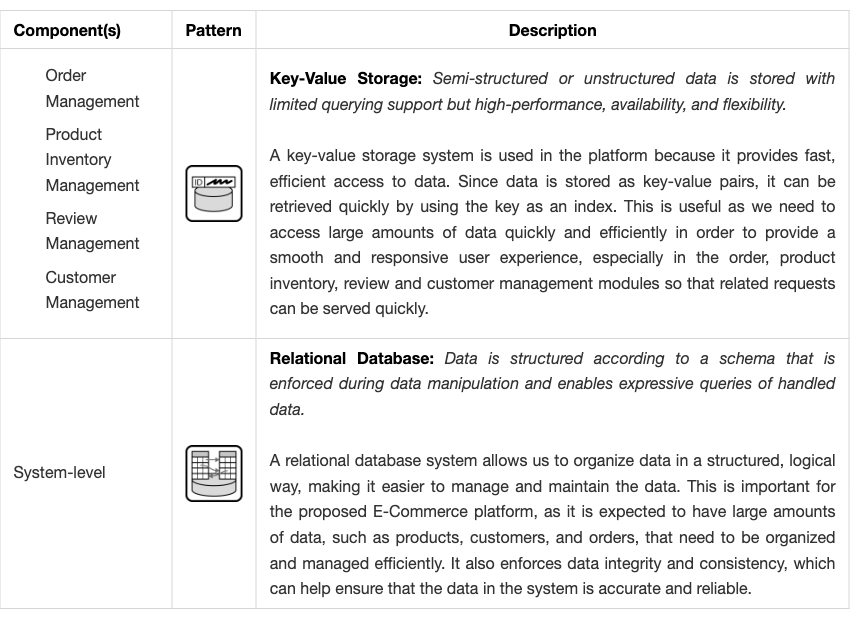 Component(s) Pattern Description
Order
Management
Product
Inventory
Management
Review
Management
Customer
Management
ID
Key-Value Storage: Semi-structured or unstructured data is stored with
limited querying support but high-performance, availability, and flexibility.
A key-value storage system is used in the platform because it provides fast,
efficient access to data. Since data is stored as key-value pairs, it can be
retrieved quickly by using the key as an index. This is useful as we need to
access large amounts of data quickly and efficiently in order to provide a
smooth and responsive user experience, especially in the order, product
inventory, review and customer management modules so that related requests
can be served quickly.
System-level
Relational Database: Data is structured according to a schema that is
enforced during data manipulation and enables expressive queries of handled
data.
A relational database system allows us to organize data in a structured, logical
way, making it easier to manage and maintain the data. This is important for
the proposed E-Commerce platform, as it is expected to have large amounts
of data, such as products, customers, and orders, that need to be organized
and managed efficiently. It also enforces data integrity and consistency, which
can help ensure that the data in the system is accurate and reliable.